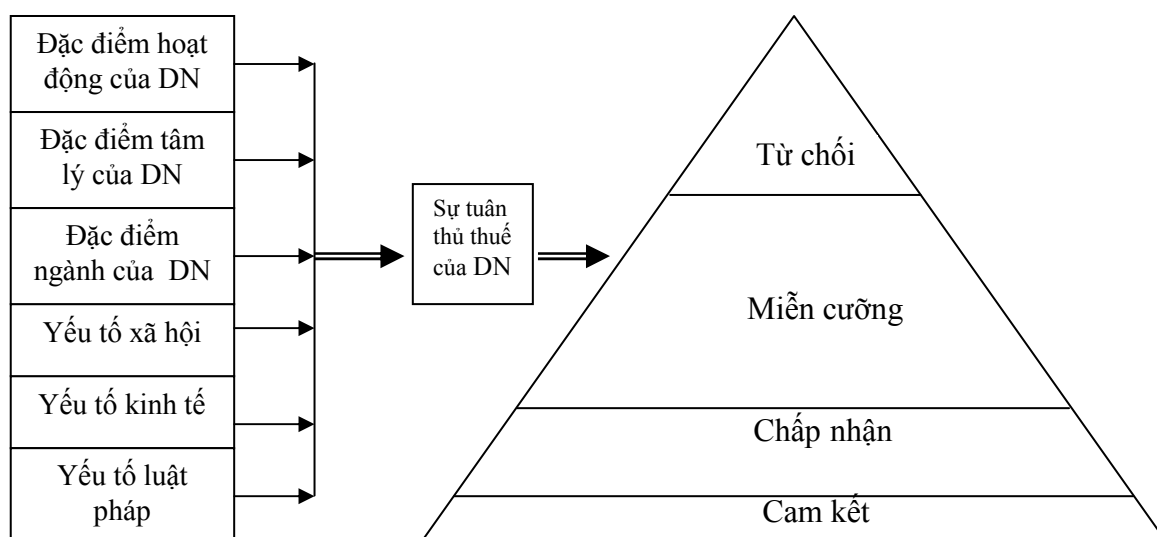 Đặc điểm hoạt
động của DN
Đặc điểm tâm
lý của DN
Đặc điểm
ngành của  DN
Yếu tố xã hội
Yếu tố kinh tế
Yếu tố luật
pháp
Sự tuân
thủ thuế
của DN
Từ chối
Miễn cưỡng
Chấp nhận
Cam kết